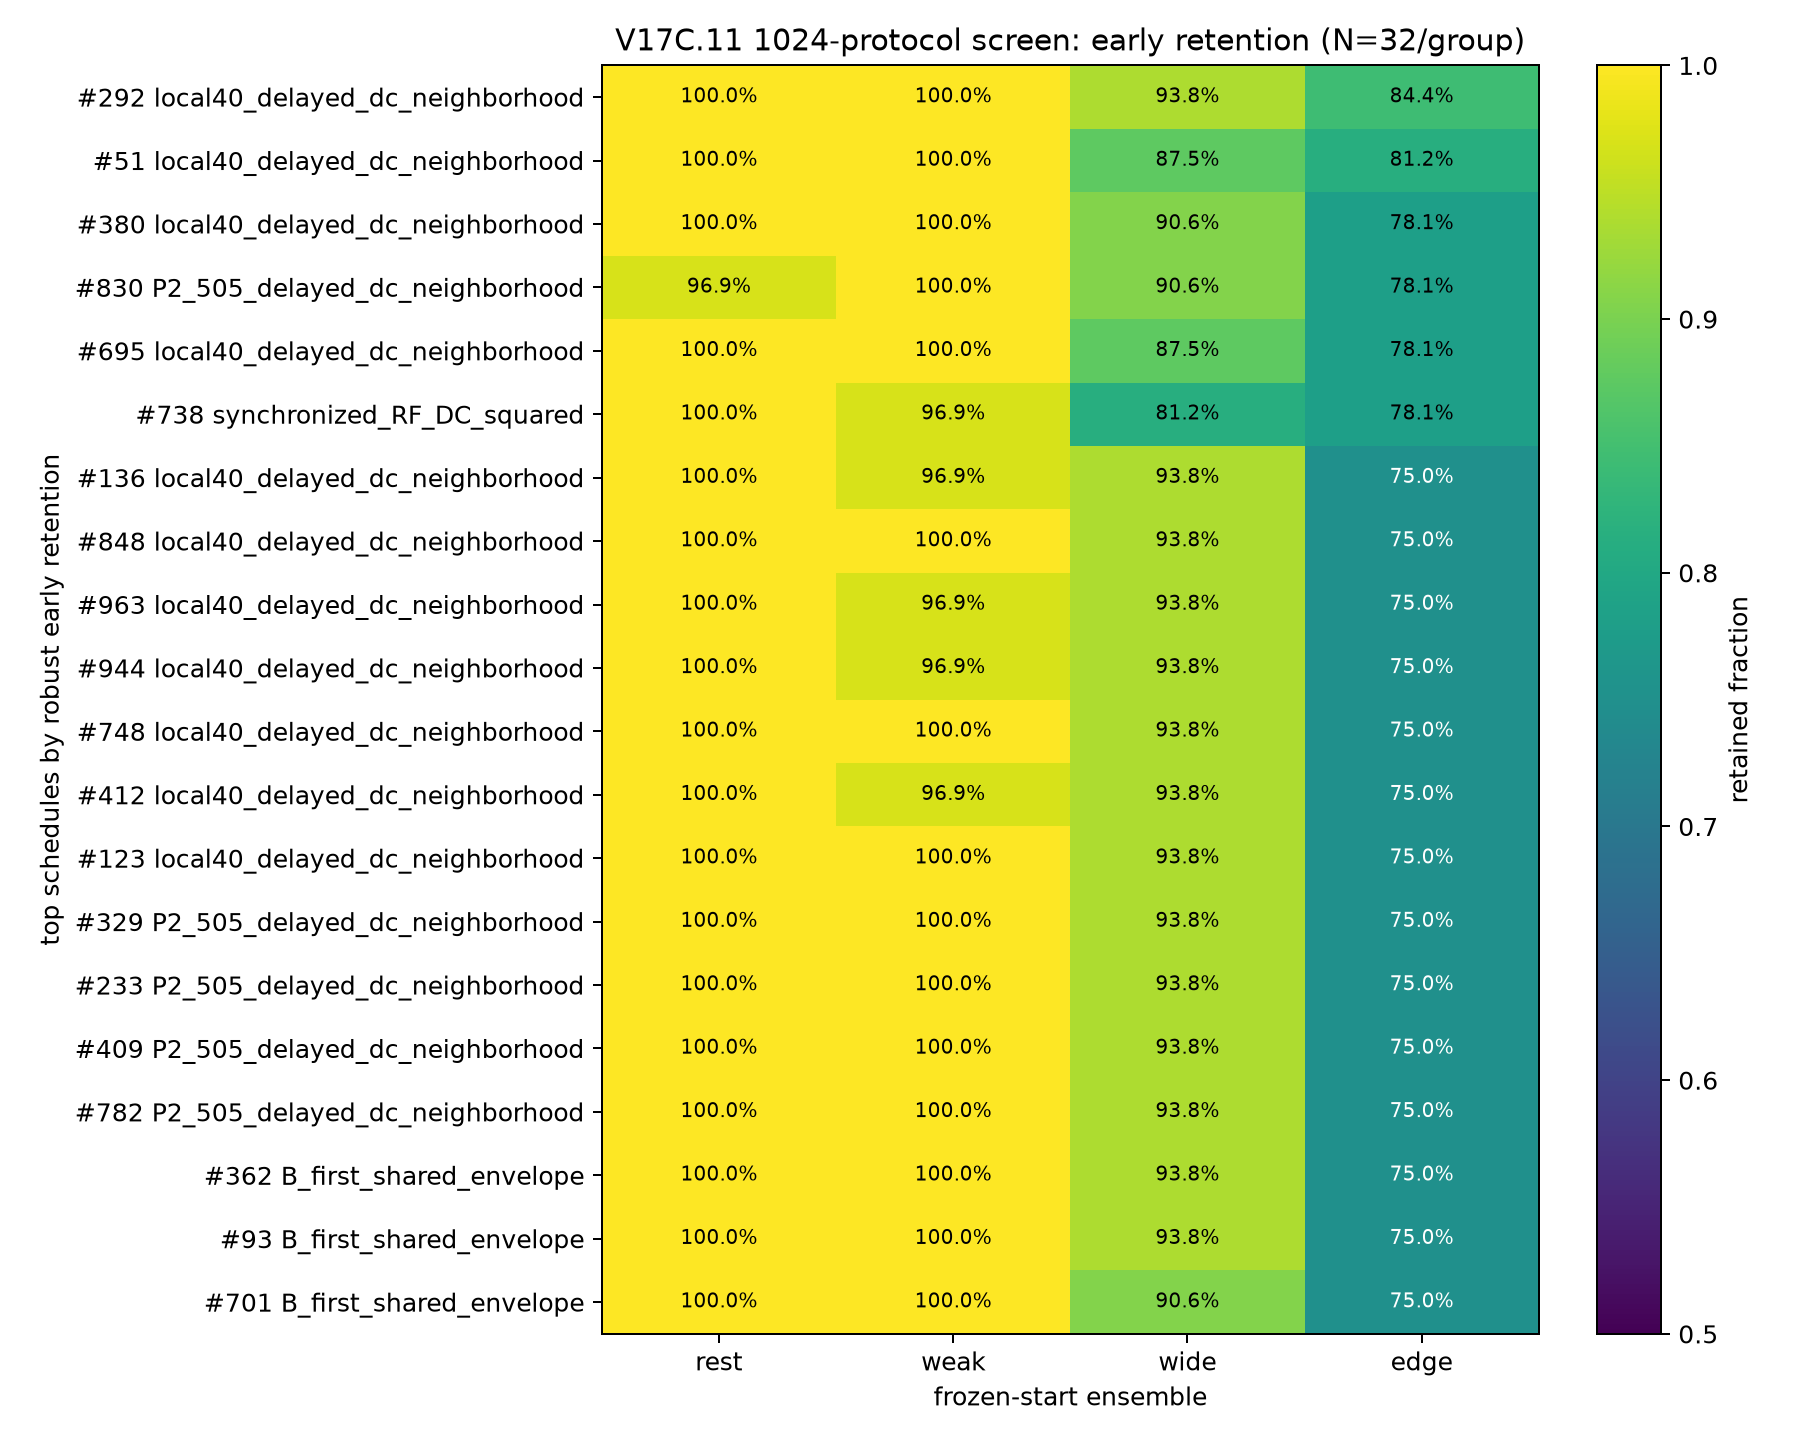 V17C.11 1024-protocol screen: early retention (N=32/group)
top schedules by robust early retention
#292 local40_delayed_dc_neighborhood 100.0% 100.0% 93.8% 84.4%
#51 local40_delayed_dc_neighborhood 100.0% 100.0% 87.5% 81.2%
#380 local40_delayed_dc_neighborhood 100.0% 100.0% 90.6% 78.1%
#830 P2_505_delayed_dc_neighborhood 96.9% 100.0% 90.6% 78.1%
#695 local40_delayed_dc_neighborhood 100.0% 100.0% 87.5% 78.1%
#738 synchronized_RF_DC_squared 100.0% 96.9% 81.2% 78.1%
#136 local40_delayed_dc_neighborhood 100.0% 96.9% 93.8% 75.0%
#848 local40_delayed_dc_neighborhood 100.0% 100.0% 93.8% 75.0%
#963 local40_delayed_dc_neighborhood 100.0% 96.9% 93.8% 75.0%
#944 local40_delayed_dc_neighborhood 100.0% 96.9% 93.8% 75.0%
#748 local40_delayed_dc_neighborhood 100.0% 100.0% 93.8% 75.0%
#412 local40_delayed_dc_neighborhood 100.0% 96.9% 93.8% 75.0%
#123 local40_delayed_dc_neighborhood 100.0% 100.0% 93.8% 75.0%
#329 P2_505_delayed_dc_neighborhood 100.0% 100.0% 93.8% 75.0%
#233 P2_505_delayed_dc_neighborhood 100.0% 100.0% 93.8% 75.0%
#409 P2_505_delayed_dc_neighborhood 100.0% 100.0% 93.8% 75.0%
#782 P2_505_delayed_dc_neighborhood 100.0% 100.0% 93.8% 75.0%
#362 B_first_shared_envelope 100.0% 100.0% 93.8% 75.0%
#93 B_first_shared_envelope 100.0% 100.0% 93.8% 75.0%
#701 B_first_shared_envelope 100.0% 100.0% 90.6% 75.0%
rest weak wide edge
frozen-start ensemble
1.0
0.9
0.8
0.7
0.6
0.5
retained fraction